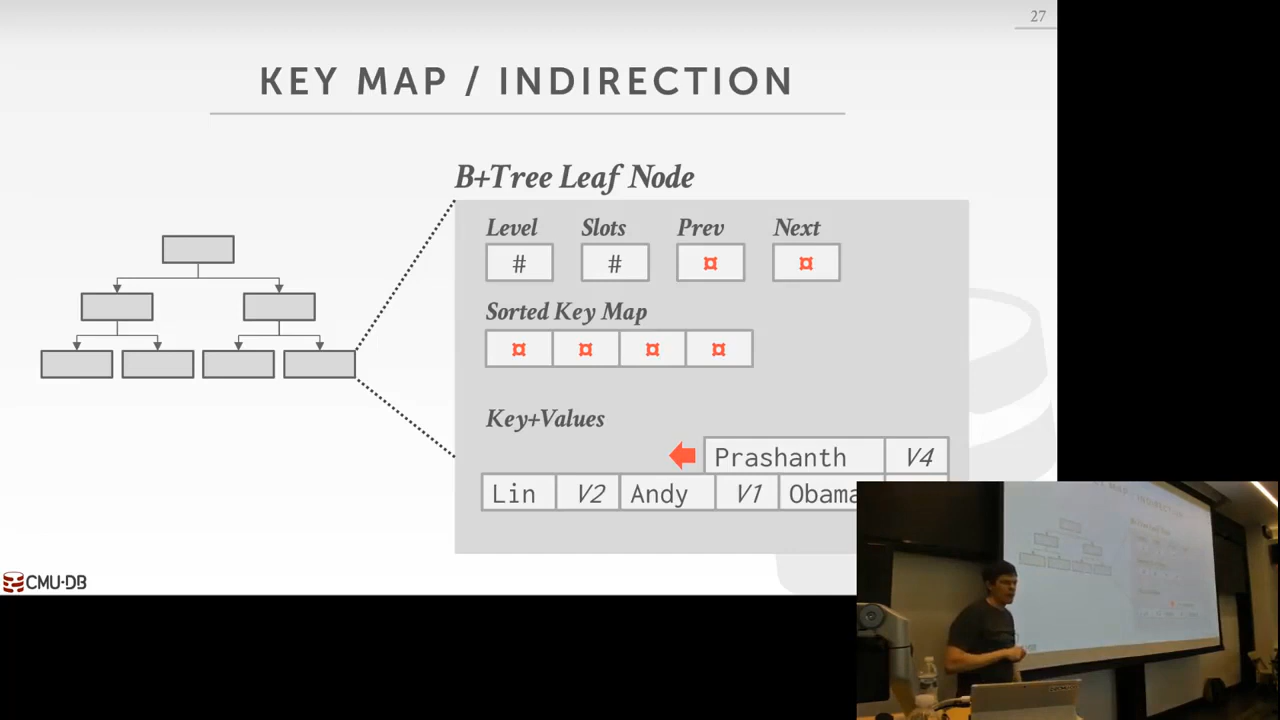 27
KEY MAP / INDIRECTION
B+Tree Leaf Node
Level Slots Prev Next
# # ¤ ¤
Sorted Key Map
¤ ¤ ¤ ¤
Key+Values
Prashanth V4
Lin V2 Andy V1 Obama
CMU·DB